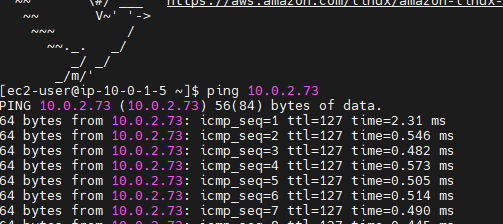 ~~ \#/ ___ https://aws.amazon.com/linux/amazon-linux-
~~ V~' '->
~~~ /
~~._. _/
_/ _/
_/m/'
[ec2-user@ip-10-0-1-5 ~]$ ping 10.0.2.73
PING 10.0.2.73 (10.0.2.73) 56(84) bytes of data.
64 bytes from 10.0.2.73: icmp_seq=1 ttl=127 time=2.31 ms
64 bytes from 10.0.2.73: icmp_seq=2 ttl=127 time=0.546 ms
64 bytes from 10.0.2.73: icmp_seq=3 ttl=127 time=0.482 ms
64 bytes from 10.0.2.73: icmp_seq=4 ttl=127 time=0.573 ms
64 bytes from 10.0.2.73: icmp_seq=5 ttl=127 time=0.505 ms
64 bytes from 10.0.2.73: icmp_seq=6 ttl=127 time=0.514 ms
64 bytes from 10.0.2.73: icmp_seq=7 ttl=127 time=0.490 ms